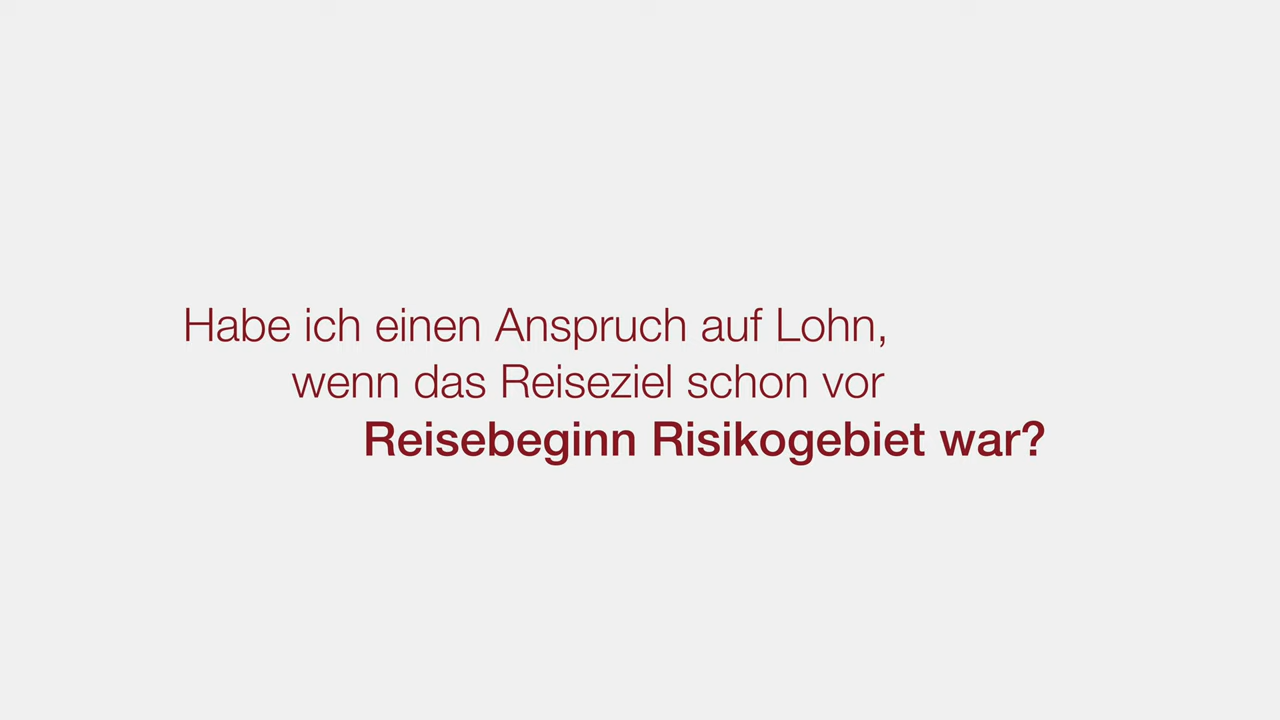 Habe ich einen Anspruch auf Lohn,
wenn das Reiseziel schon vor
Reisebeginn Risikogebiet war?